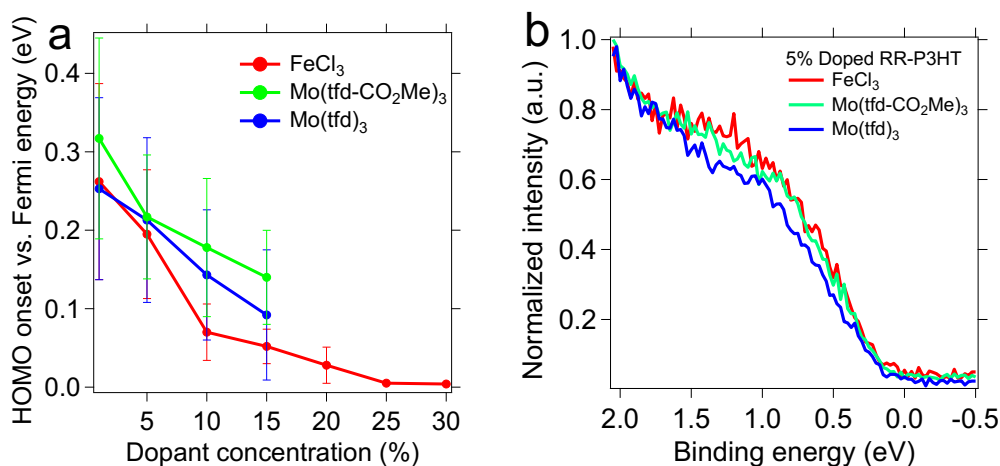 a
HOMO onset vs. Fermi energy (eV)
0.4
0.3
0.2
0.1
0.0
FeCl₃
Mo(tfd-CO₂Me)₃
Mo(tfd)₃
5 10 15 20 25 30
Dopant concentration (%)
b
Normalized intensity (a.u.)
1.0
0.8
0.6
0.4
0.2
5% Doped RR-P3HT
FeCl₃
Mo(tfd-CO₂Me)₃
Mo(tfd)₃
2.0 1.5 1.0 0.5 0.0 -0.5
Binding energy (eV)